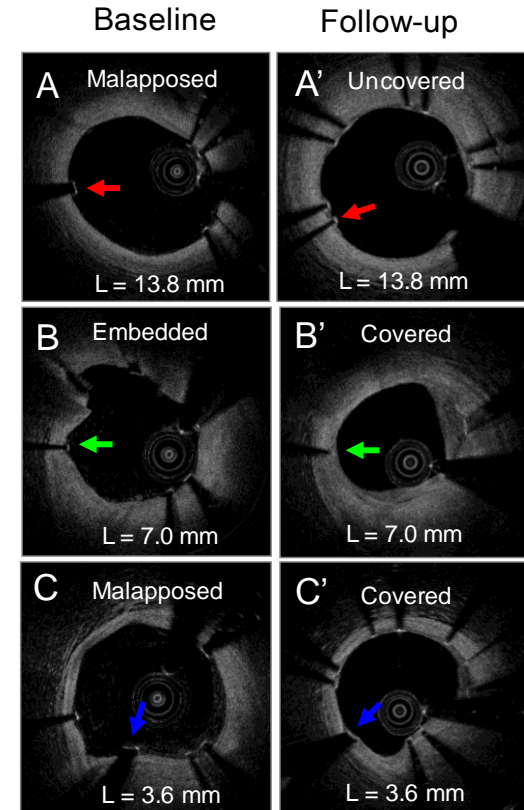 Baseline Follow-up
A Malapposed A’ Uncovered
L = 13.8 mm L = 13.8 mm
B Embedded B’ Covered
L = 7.0 mm L = 7.0 mm
C Malapposed C’ Covered
L = 3.6 mm L = 3.6 mm